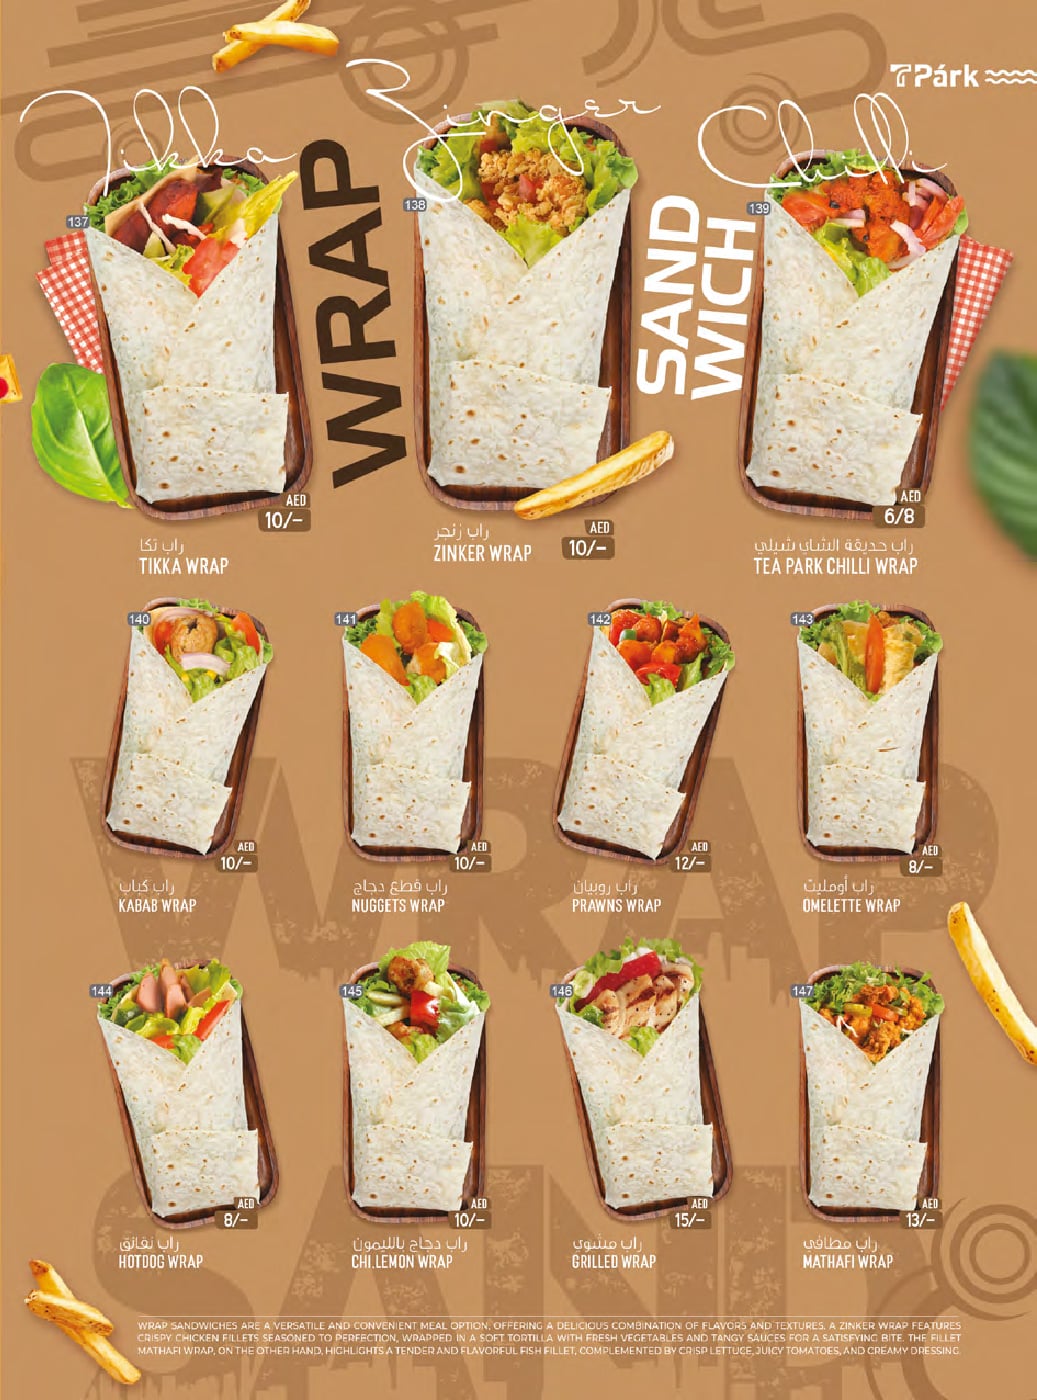 Park
Tikka
Zinger
Chilli
WRAP
SAND
WICH
137
138
139
AED
10/–
AED
10/–
AED
6/8
راب تكا
TIKKA WRAP
راب زنجر
ZINKER WRAP
راب حديقة الشاي شيلي
TEA PARK CHILLI WRAP
140
141
142
143
AED
10/–
AED
10/–
AED
12/–
AED
8/–
راب كباب
KABAB WRAP
راب قطع دجاج
NUGGETS WRAP
راب روبيان
PRAWNS WRAP
راب أومليت
OMELETTE WRAP
WRAP
144
145
146
147
AED
8/–
AED
10/–
AED
15/–
AED
13/–
راب نقانق
HOTDOG WRAP
راب دجاج بالليمون
CHI.LEMON WRAP
راب مشوي
GRILLED WRAP
راب مطافي
MATHAFI WRAP
SAND
WRAP SANDWICHES ARE A VERSATILE AND CONVENIENT MEAL OPTION, OFFERING A DELICIOUS COMBINATION OF FLAVORS AND TEXTURES. A ZINKER WRAP FEATURES
CRISPY CHICKEN FILLETS SEASONED TO PERFECTION, WRAPPED IN A SOFT TORTILLA WITH FRESH VEGETABLES AND TANGY SAUCES FOR A SATISFYING BITE. THE FILLET
MATHAFI WRAP, ON THE OTHER HAND, HIGHLIGHTS A TENDER AND FLAVORFUL FISH FILLET, COMPLEMENTED BY CRISP LETTUCE, JUICY TOMATOES, AND CREAMY DRESSING.